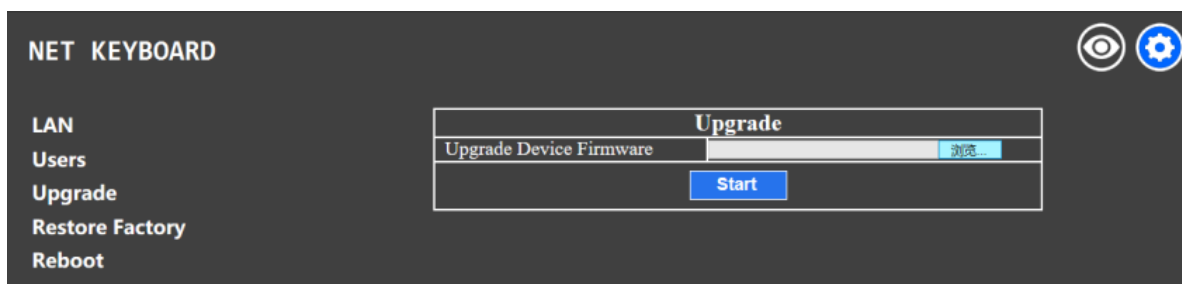 NET KEYBOARD
LAN
Users
Upgrade
Restore Factory
Reboot
Upgrade
Upgrade Device Firmware
浏览...
Start